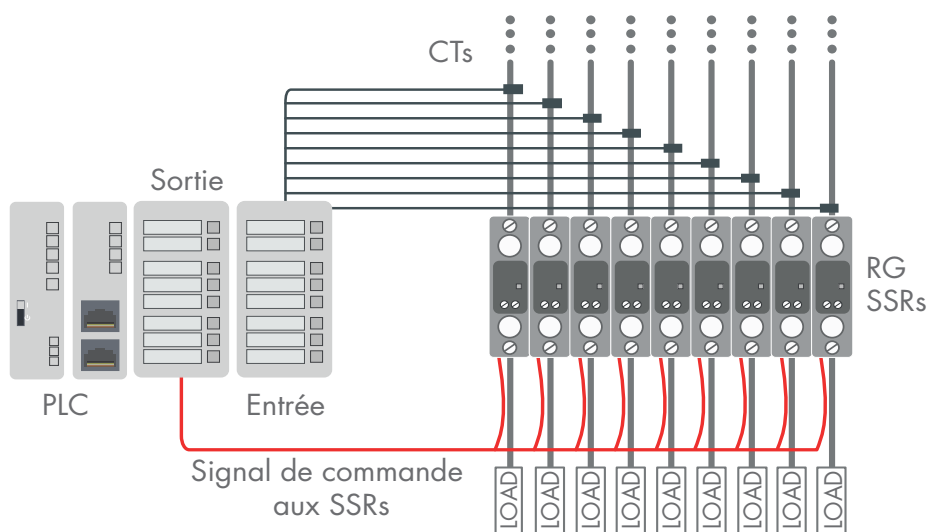 CTs
Sortie
RG
SSRs
PLC
Entrée
Signal de commande
aux SSRs
LOAD
LOAD
LOAD
LOAD
LOAD
LOAD
LOAD
LOAD
LOAD